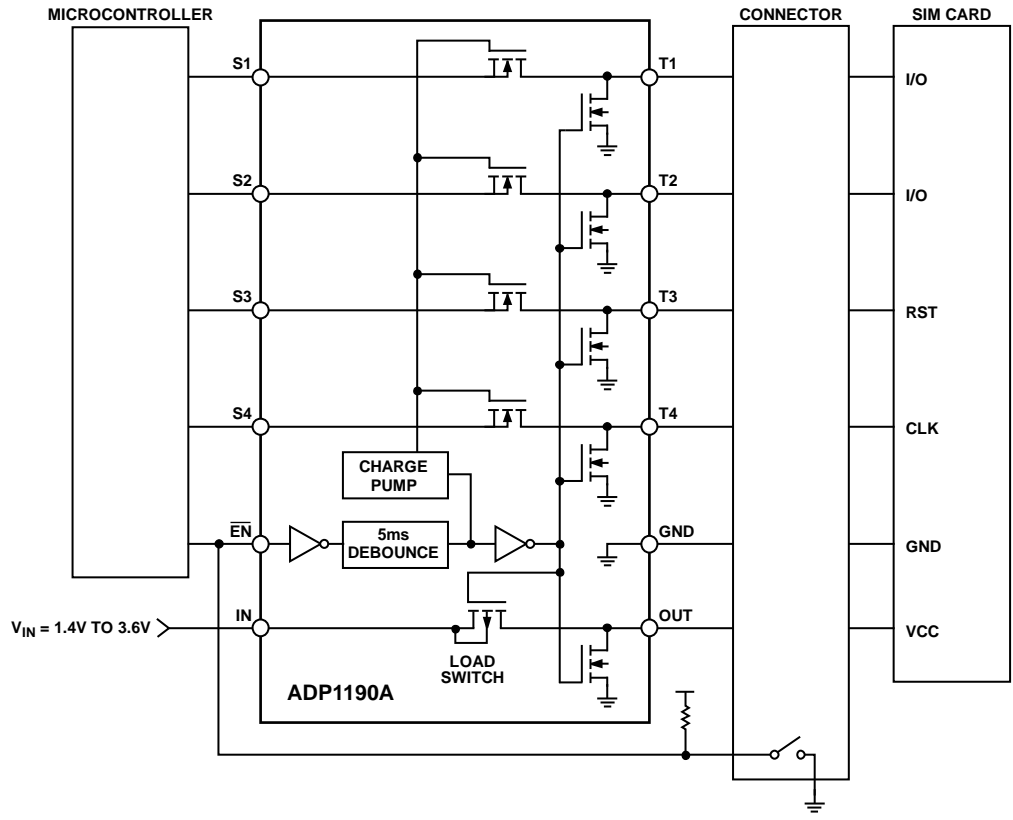 MICROCONTROLLER
CONNECTOR
SIM CARD
S1
T1
I/O
S2
T2
I/O
S3
T3
RST
S4
T4
CLK
CHARGE
PUMP
EN
5ms
DEBOUNCE
GND
GND
IN
OUT
VIN = 1.4V TO 3.6V
VCC
LOAD
SWITCH
ADP1190A